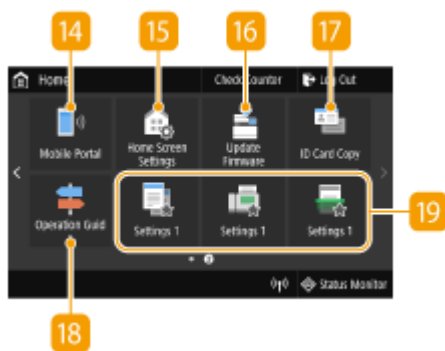 14 15 16 17
Home Check Counter Log Out
Mobile Portal Home Screen Settings Update Firmware ID Card Copy
19
Operation Guid Settings 1 Settings 1 Settings 1
Status Monitor
18